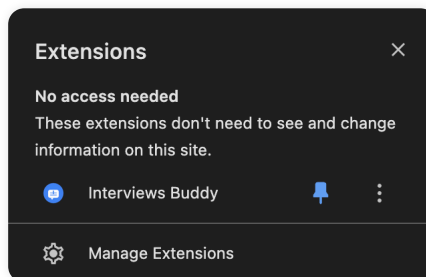 Extensions
No access needed
These extensions don't need to see and change
information on this site.
Interviews Buddy
Manage Extensions